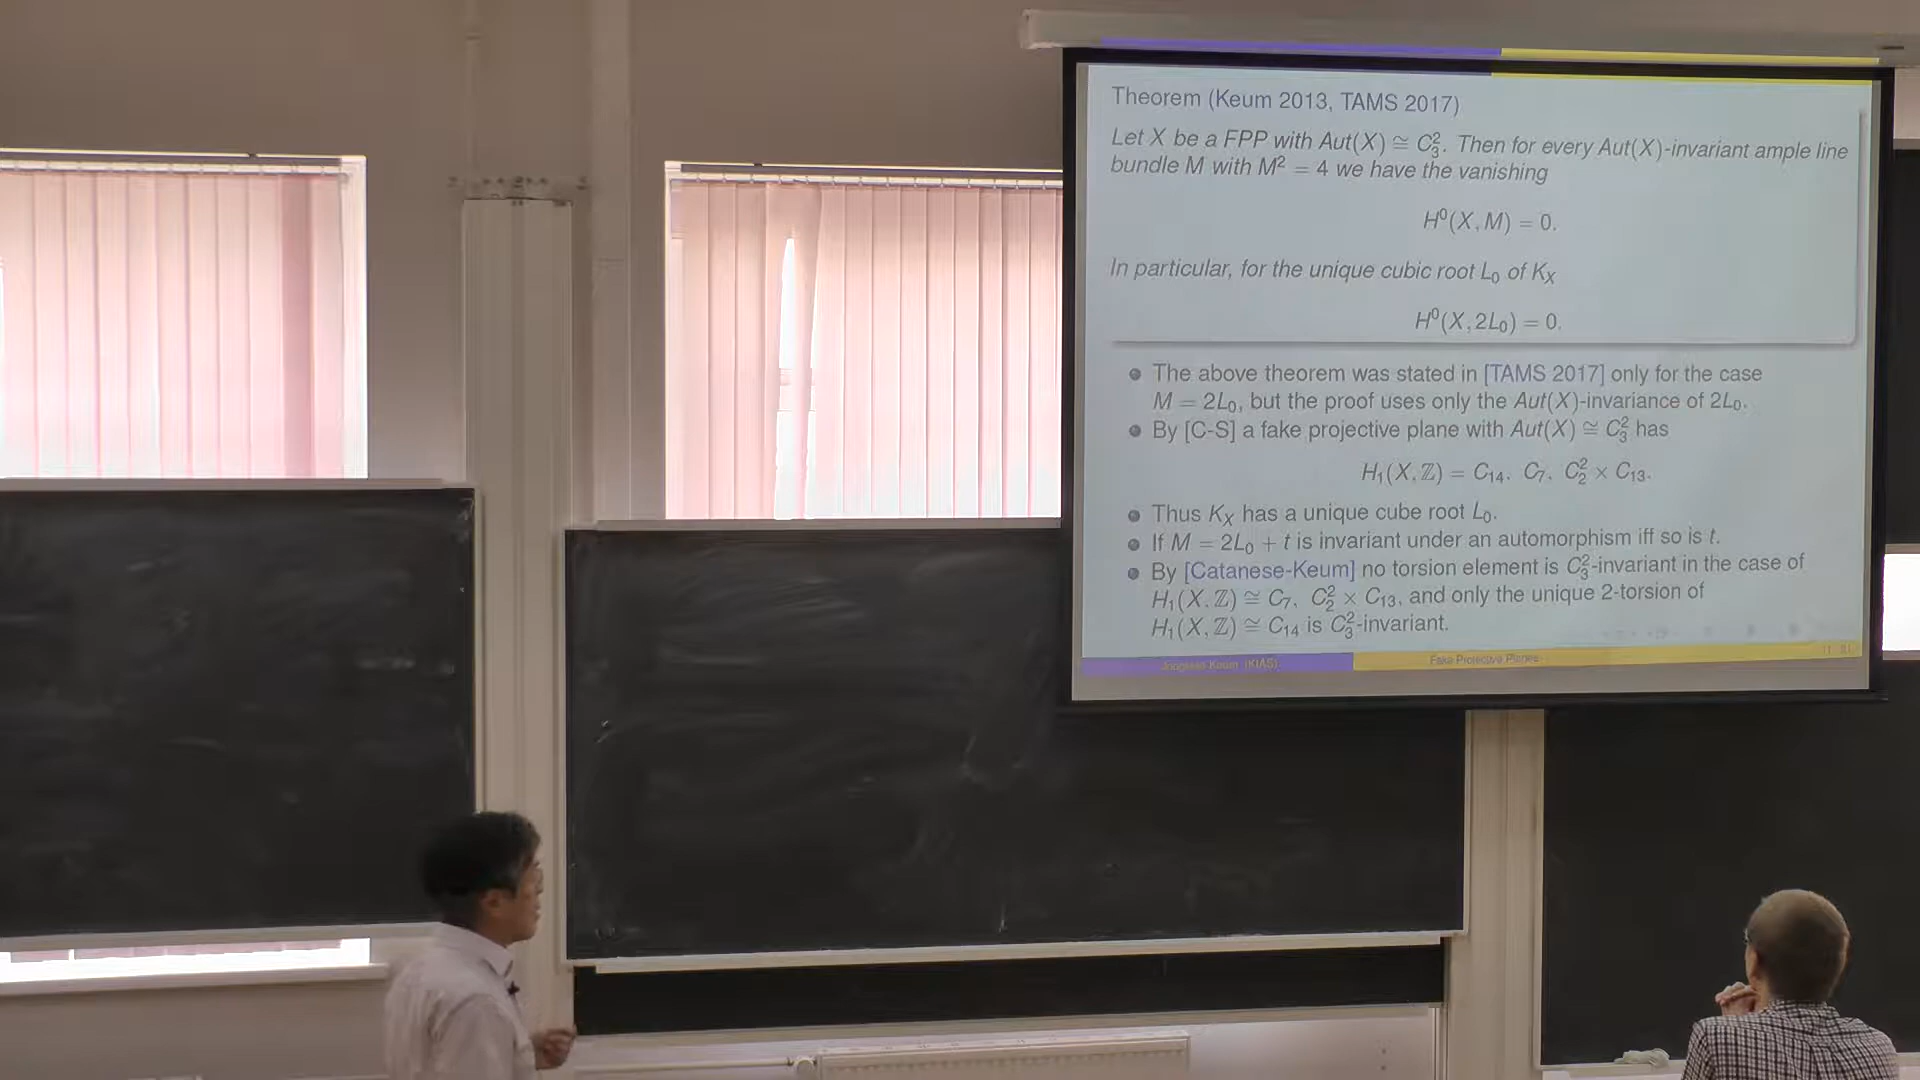 Theorem (Keum 2013, TAMS 2017)
Let X be a FPP with Aut(X) ≅ C₃². Then for every Aut(X)-invariant ample line
bundle M with M² = 4 we have the vanishing
H⁰(X, M) = 0.
In particular, for the unique cubic root L₀ of K_X
H⁰(X, 2L₀) = 0.
The above theorem was stated in [TAMS 2017] only for the case
M = 2L₀, but the proof uses only the Aut(X)-invariance of 2L₀.
By [C-S] a fake projective plane with Aut(X) ≅ C₃² has
H₁(X, ℤ) = C₁₄, C₇, C₂² × C₁₃.
Thus K_X has a unique cube root L₀.
If M = 2L₀ + t is invariant under an automorphism iff so is t.
By [Catanese-Keum] no torsion element is C₃²-invariant in the case of
H₁(X, ℤ) ≅ C₇, C₂² × C₁₃, and only the unique 2-torsion of
H₁(X, ℤ) ≅ C₁₄ is C₃²-invariant.
Keum (KIAS)
Fake Projective Planes